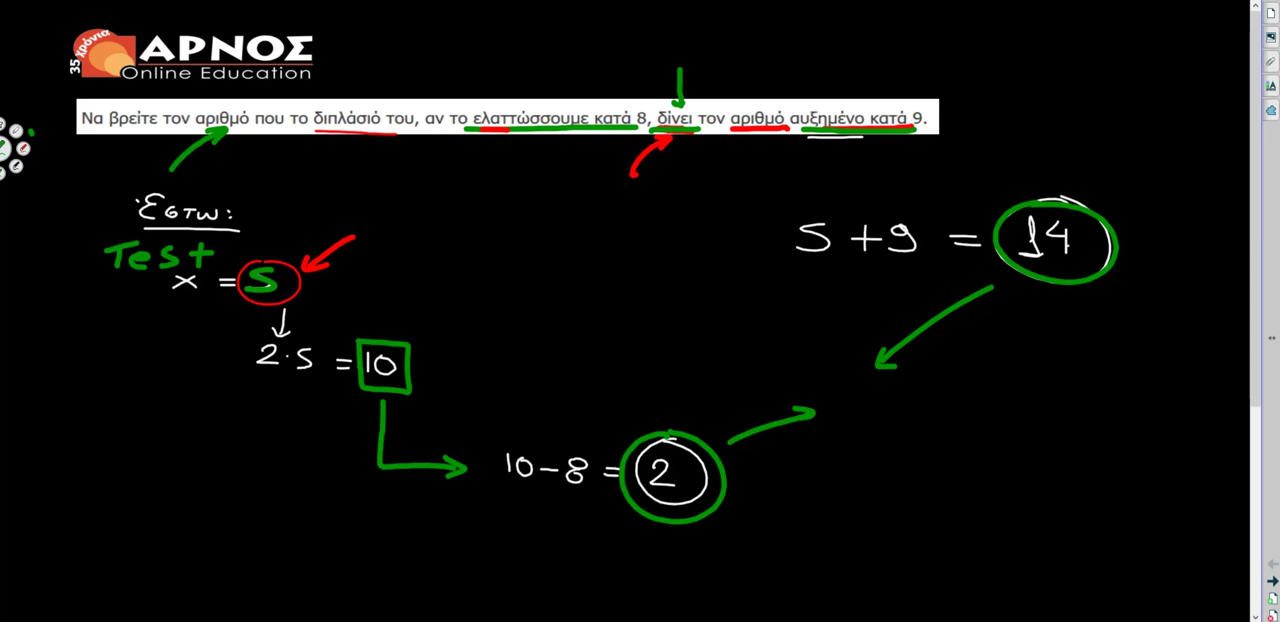 35 χρόνια
ΑΡΝΟΣ
Online Education
Να βρείτε τον αριθμό που το διπλάσιό του, αν το ελαττώσουμε κατά 8, δίνει τον αριθμό αυξημένο κατά 9.
Έστω:
Test
x = 5
2·5 = 10
10-8 = 2
5+9 = 14